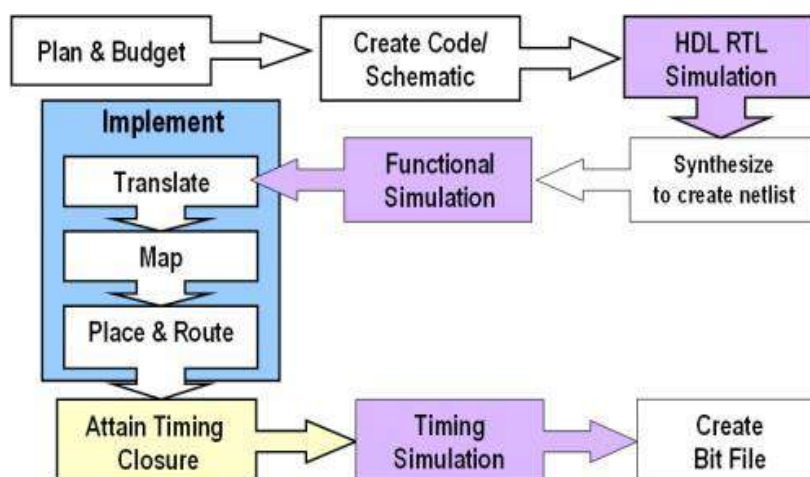 Plan & Budget
Create Code/
Schematic
HDL RTL
Simulation
Implement
Translate
Map
Place & Route
Functional
Simulation
Synthesize
to create netlist
Attain Timing
Closure
Timing
Simulation
Create
Bit File